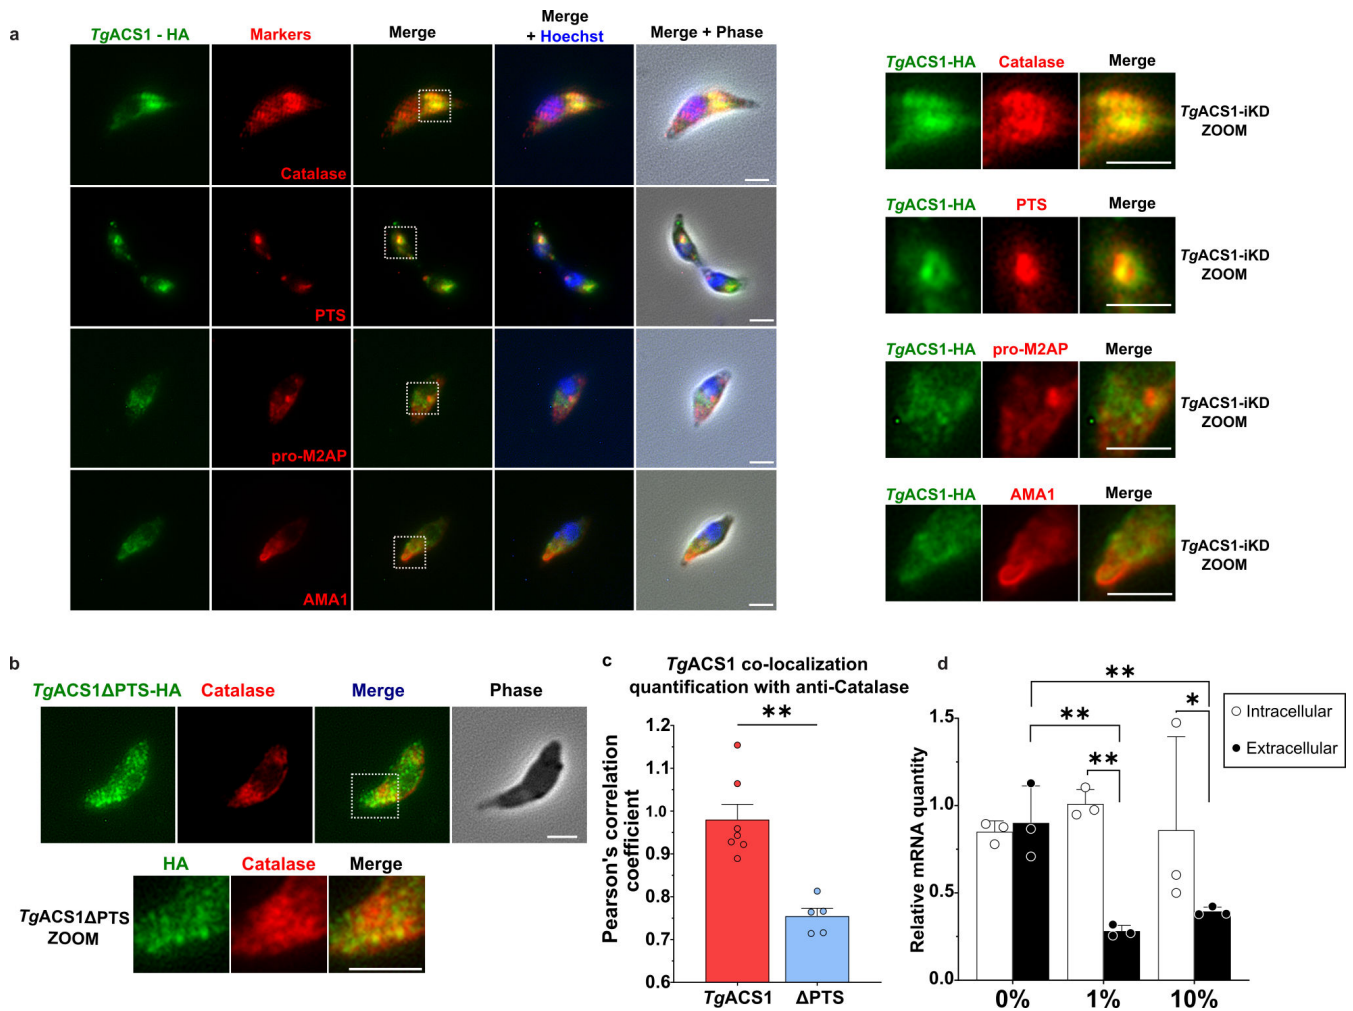 a
TgACS1 - HA
Markers
Merge
Merge
+ Hoechst
Merge + Phase
Catalase
PTS
pro-M2AP
AMA1
TgACS1-HA
Catalase
Merge
TgACS1-iKD
ZOOM
TgACS1-HA
PTS
Merge
TgACS1-iKD
ZOOM
TgACS1-HA
pro-M2AP
Merge
TgACS1-iKD
ZOOM
TgACS1-HA
AMA1
Merge
TgACS1-iKD
ZOOM
b
TgACS1ΔPTS-HA
Catalase
Merge
Phase
HA
Catalase
Merge
TgACS1ΔPTS
ZOOM
c
TgACS1 co-localization
quantification with anti-Catalase
**
Pearson's correlation
coefficient
1.2
1.1
1.0
0.9
0.8
0.7
0.6
TgACS1
ΔPTS
d
**
**
*
**
Intracellular
Extracellular
Relative mRNA quantity
1.5
1.0
0.5
0.0
0%
1%
10%